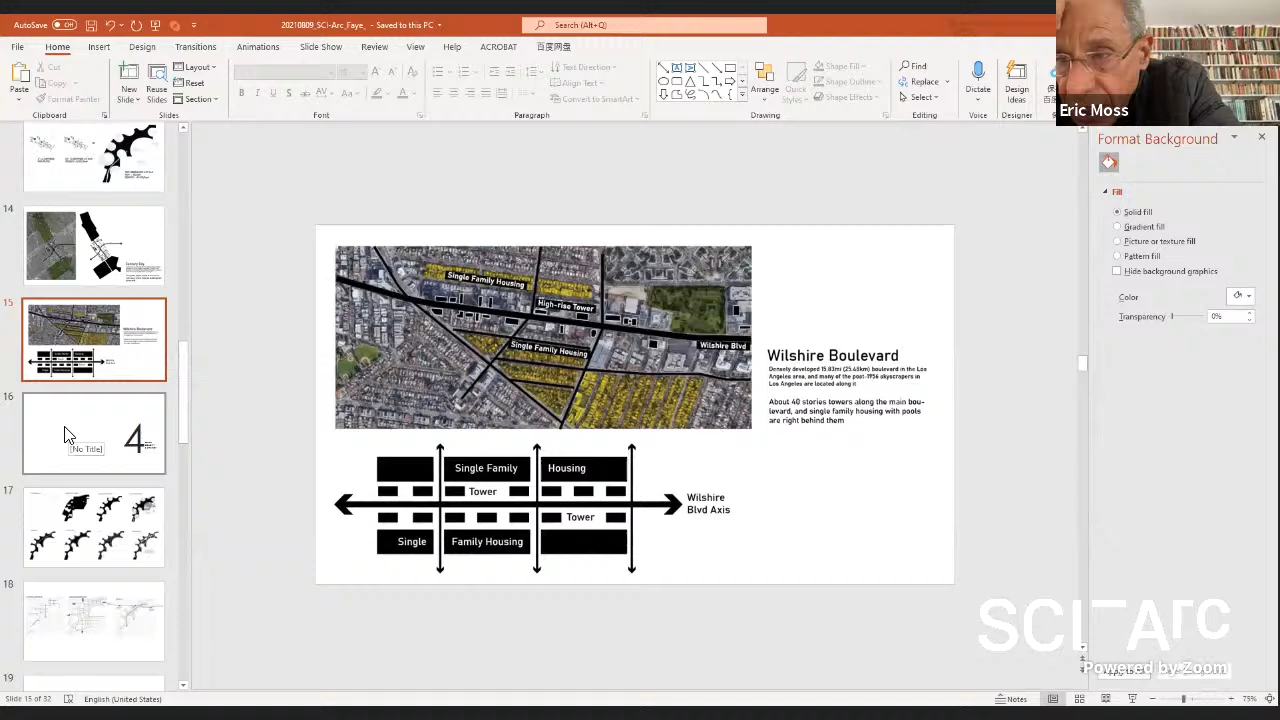 AutoSave
Off
20210809_SCI-Arc_Faye_ - Saved to this PC
Search (Alt+Q)
File
Home
Insert
Design
Transitions
Animations
Slide Show
Review
View
Help
ACROBAT
百度网盘
Paste
Cut
Copy
Format Painter
Clipboard
New
Slide
Reuse
Slides
Layout
Reset
Section
Slides
Font
Text Direction
Align Text
Convert to SmartArt
Paragraph
Arrange
Quick
Styles
Shape Fill
Shape Outline
Shape Effects
Drawing
Find
Replace
Select
Editing
Dictate
Voice
Design
Ideas
Designer
Eric Moss
Format Background
Fill
Solid fill
Gradient fill
Picture or texture fill
Pattern fill
Hide background graphics
Color
Transparency
0%
14
Century City
15
Wilshire Boulevard
16
4
[No Title]
17
18
19
Single Family Housing
High-rise Tower
Single Family Housing
Wilshire Blvd
Wilshire Boulevard
Densely developed 15.83mi (25.48km) boulevard in the Los
Angeles area, and many of the post-1956 skyscrapers in
Los Angeles are located along it
About 40 stories towers along the main bou-
levard, and single family housing with pools
are right behind them
Single Family
Housing
Tower
Wilshire
Blvd Axis
Tower
Single
Family Housing
SCI-Arc
Powered by Zoom
Slide 15 of 32
English (United States)
Notes
75%